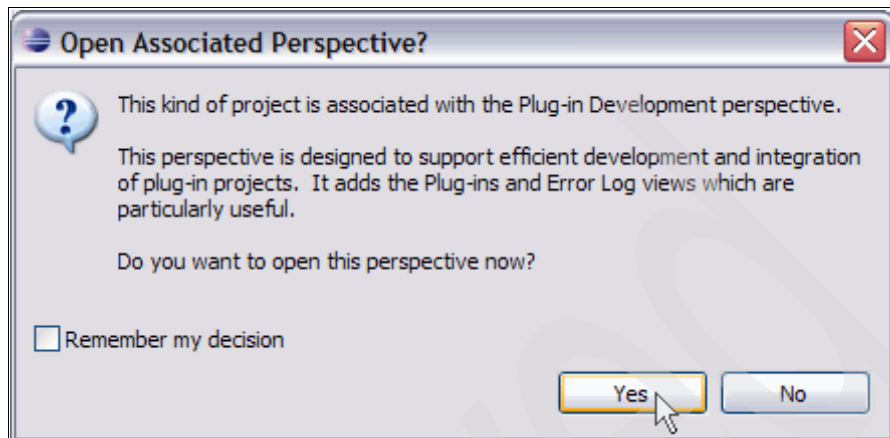 Open Associated Perspective?
This kind of project is associated with the Plug-in Development perspective.
This perspective is designed to support efficient development and integration
of plug-in projects. It adds the Plug-ins and Error Log views which are
particularly useful.
Do you want to open this perspective now?
Remember my decision
Yes
No